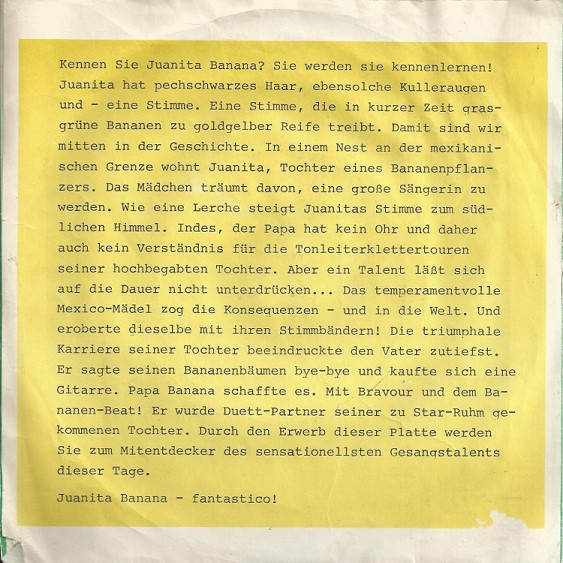 Kennen Sie Juanita Banana? Sie werden sie kennenlernen!
Juanita hat pechschwarzes Haar, ebensolche Kulleraugen
und - eine Stimme. Eine Stimme, die in kurzer Zeit gras-
grüne Bananen zu goldgelber Reife treibt. Damit sind wir
mitten in der Geschichte. In einem Nest an der mexikani-
schen Grenze wohnt Juanita, Tochter eines Bananenpflan-
zers. Das Mädchen träumt davon, eine große Sängerin zu
werden. Wie eine Lerche steigt Juanitas Stimme zum süd-
lichen Himmel. Indes, der Papa hat kein Ohr und daher
auch kein Verständnis für die Tonleiterklettertouren
seiner hochbegabten Tochter. Aber ein Talent läßt sich
auf die Dauer nicht unterdrücken... Das temperamentvolle
Mexico-Mädel zog die Konsequenzen - und in die Welt. Und
eroberte dieselbe mit ihren Stimmbändern! Die triumphale
Karriere seiner Tochter beeindruckte den Vater zutiefst.
Er sagte seinen Bananenbäumen bye-bye und kaufte sich eine
Gitarre. Papa Banana schaffte es. Mit Bravour und dem Ba-
nanen-Beat! Er wurde Duett-Partner seiner zu Star-Ruhm ge-
kommenen Tochter. Durch den Erwerb dieser Platte werden
Sie zum Mitentdecker des sensationellsten Gesangstalents
dieser Tage.
Juanita Banana - fantastico!